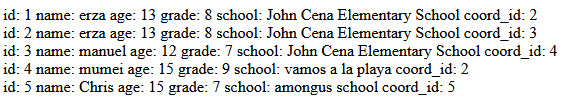 id: 1 name: erza age: 13 grade: 8 school: John Cena Elementary School coord_id: 2
id: 2 name: erza age: 13 grade: 8 school: John Cena Elementary School coord_id: 3
id: 3 name: manuel age: 12 grade: 7 school: John Cena Elementary School coord_id: 4
id: 4 name: mumei age: 15 grade: 9 school: vamos a la playa coord_id: 2
id: 5 name: Chris age: 15 grade: 7 school: amongus school coord_id: 5